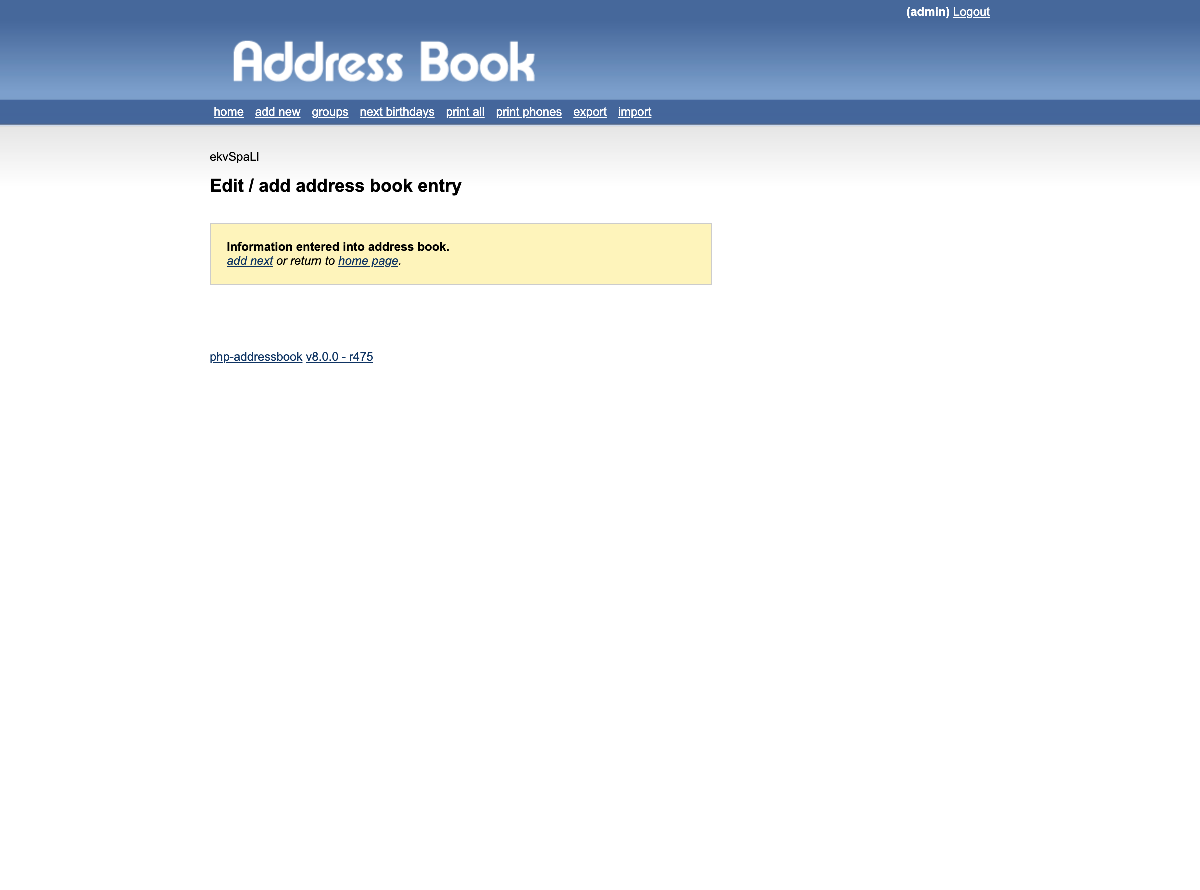 (admin) Logout
Address Book
home add new groups next birthdays print all print phones export import
ekvSpaLI
Edit / add address book entry
Information entered into address book.
add next or return to home page.
php-addressbook v8.0.0 - r475